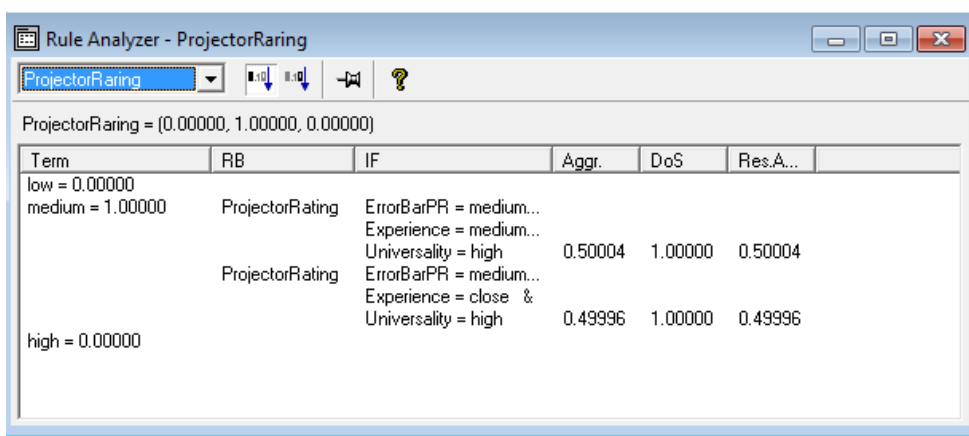 Rule Analyzer - ProjectorRaring
ProjectorRaring
ProjectorRaring = (0.00000, 1.00000, 0.00000)
Term RB IF Aggr. DoS Res.A...
low = 0.00000
medium = 1.00000 ProjectorRating ErrorBarPR = medium...
Experience = medium...
Universality = high 0.50004 1.00000 0.50004
ProjectorRating ErrorBarPR = medium...
Experience = close &
Universality = high 0.49996 1.00000 0.49996
high = 0.00000